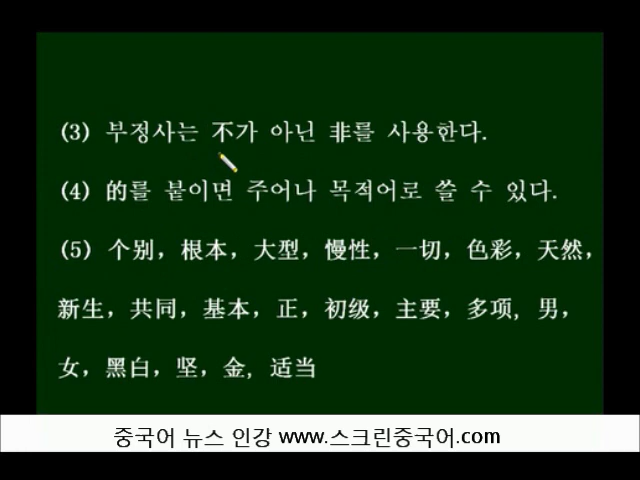 (3) 부정사는 不가 아닌 非를 사용한다.
(4) 的를 붙이면 주어나 목적어로 쓸 수 있다.
(5) 个别，根本，大型，慢性，一切，色彩，天然，
新生，共同，基本，正，初级，主要，多项，男，
女，黑白，坚，金，适当
중국어 뉴스 인강 www.스크린중국어.com